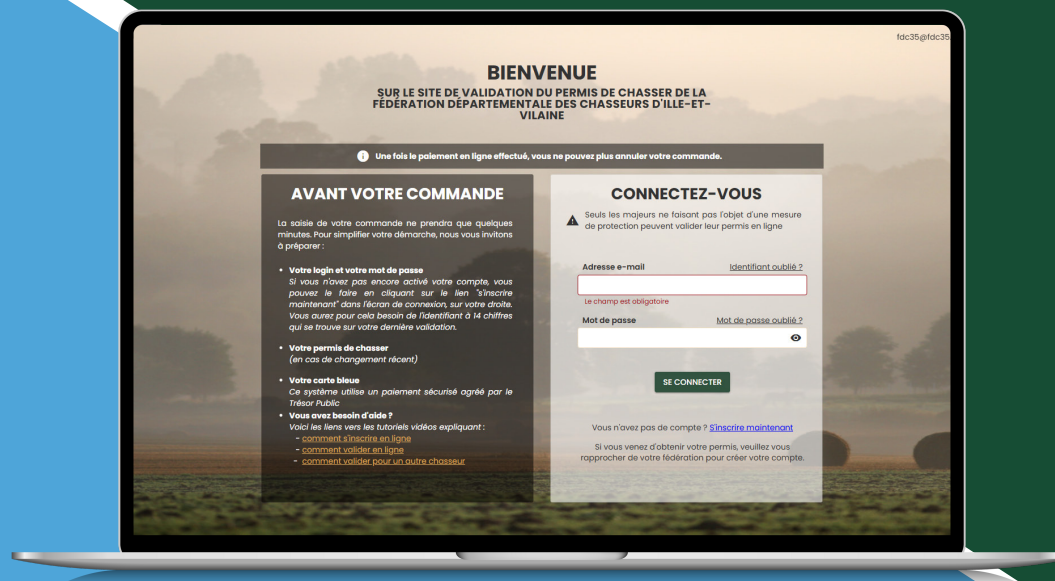 fdc35@fdc35
BIENVENUE
SUR LE SITE DE VALIDATION DU PERMIS DE CHASSER DE LA
FÉDÉRATION DÉPARTEMENTALE DES CHASSEURS D'ILLE-ET-
VILAINE
Une fois le paiement en ligne effectué, vous ne pouvez plus annuler votre commande.
AVANT VOTRE COMMANDE
La saisie de votre commande ne prendra que quelques
minutes. Pour simplifier votre démarche, nous vous invitons
à préparer :
• Votre login et votre mot de passe
Si vous n'avez pas encore activé votre compte, vous
pouvez le faire en cliquant sur le lien "s'inscrire
maintenant" dans l'écran de connexion, sur votre droite.
Vous aurez pour cela besoin de l'identifiant à 14 chiffres
qui se trouve sur votre dernière validation.
• Votre permis de chasser
(en cas de changement récent)
• Votre carte bleue
Ce système utilise un paiement sécurisé agréé par le
Trésor Public
• Vous avez besoin d'aide ?
Voici les liens vers les tutoriels vidéos expliquant :
- comment s'inscrire en ligne
- comment valider en ligne
- comment valider pour un autre chasseur
CONNECTEZ-VOUS
Seuls les majeurs ne faisant pas l'objet d'une mesure
de protection peuvent valider leur permis en ligne
Adresse e-mail Identifiant oublié ?
Le champ est obligatoire
Mot de passe Mot de passe oublié ?
SE CONNECTER
Vous n'avez pas de compte ? S'inscrire maintenant
Si vous venez d'obtenir votre permis, veuillez vous
rapprocher de votre fédération pour créer votre compte.